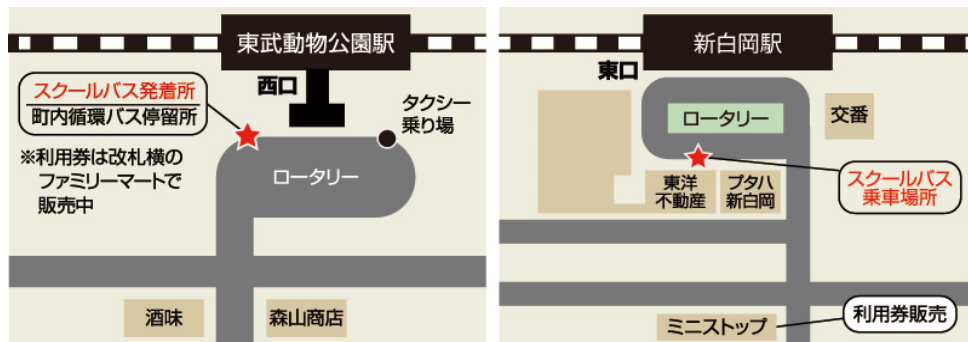 東武動物公園駅
西口
スクールバス発着所
町内循環バス停留所
タクシー
乗り場
※利用券は改札横の
ファミリーマートで
販売中
ロータリー
酒味
森山商店
新白岡駅
東口
ロータリー
交番
東洋
不動産
プタハ
新白岡
スクールバス
乗車場所
利用券販売
ミニストップ